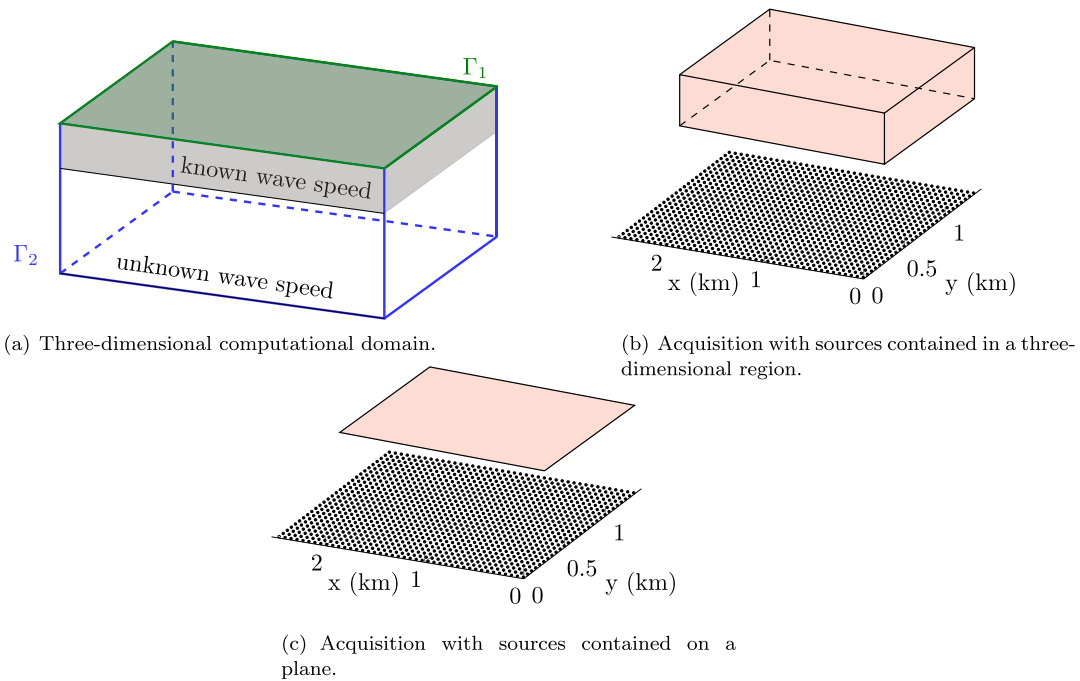 Γ1
known wave speed
Γ2
unknown wave speed
2
x (km)
1
0 0
0.5
y (km)
1
(a) Three-dimensional computational domain.
(b) Acquisition with sources contained in a three-
dimensional region.
2
x (km)
1
0 0
0.5
y (km)
1
(c) Acquisition with sources contained on a
plane.